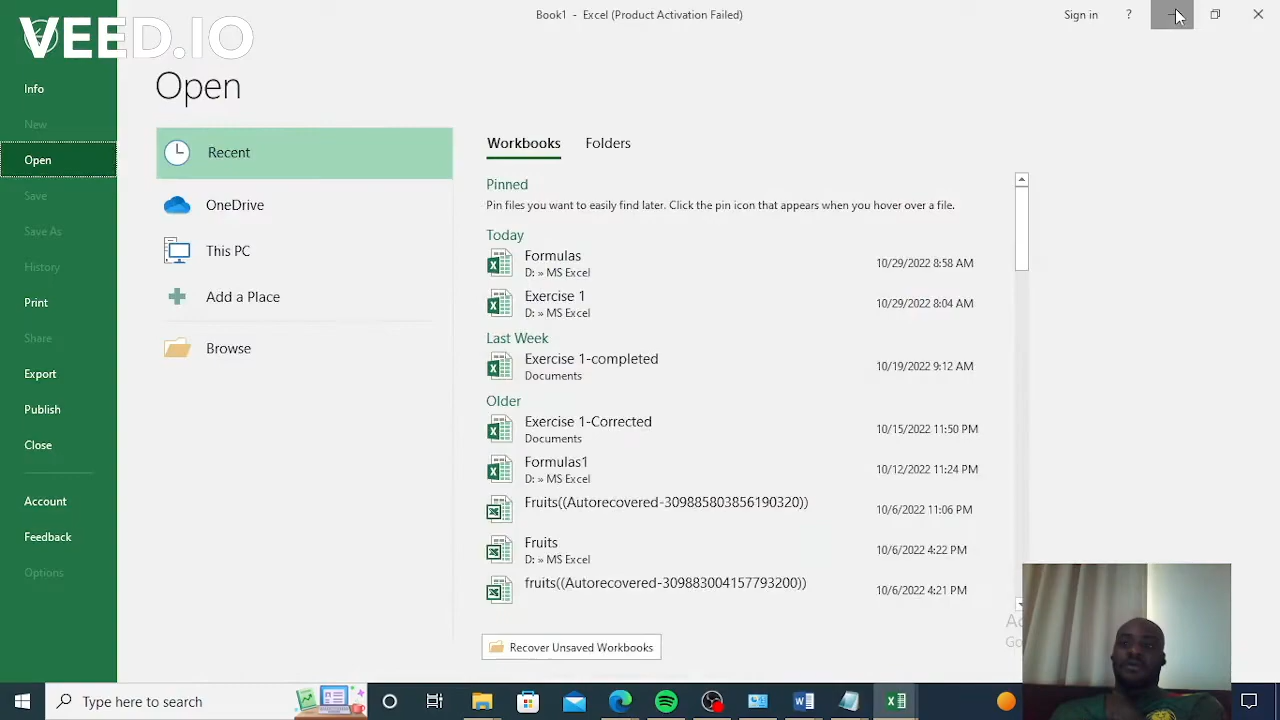 VEED.IO
Book1 - Excel (Product Activation Failed)
Sign in
?
Info
New
Open
Save
Save As
History
Print
Share
Export
Publish
Close
Account
Feedback
Options
Open
Recent
OneDrive
This PC
Add a Place
Browse
Workbooks Folders
Pinned
Pin files you want to easily find later. Click the pin icon that appears when you hover over a file.
Today
Formulas
D: » MS Excel
10/29/2022 8:58 AM
Exercise 1
D: » MS Excel
10/29/2022 8:04 AM
Last Week
Exercise 1-completed
Documents
10/19/2022 9:12 AM
Older
Exercise 1-Corrected
Documents
10/15/2022 11:50 PM
Formulas1
D: » MS Excel
10/12/2022 11:24 PM
Fruits((Autorecovered-309885803856190320))
10/6/2022 11:06 PM
Fruits
D: » MS Excel
10/6/2022 4:22 PM
fruits((Autorecovered-309883004157793200))
10/6/2022 4:21 PM
Recover Unsaved Workbooks
Type here to search